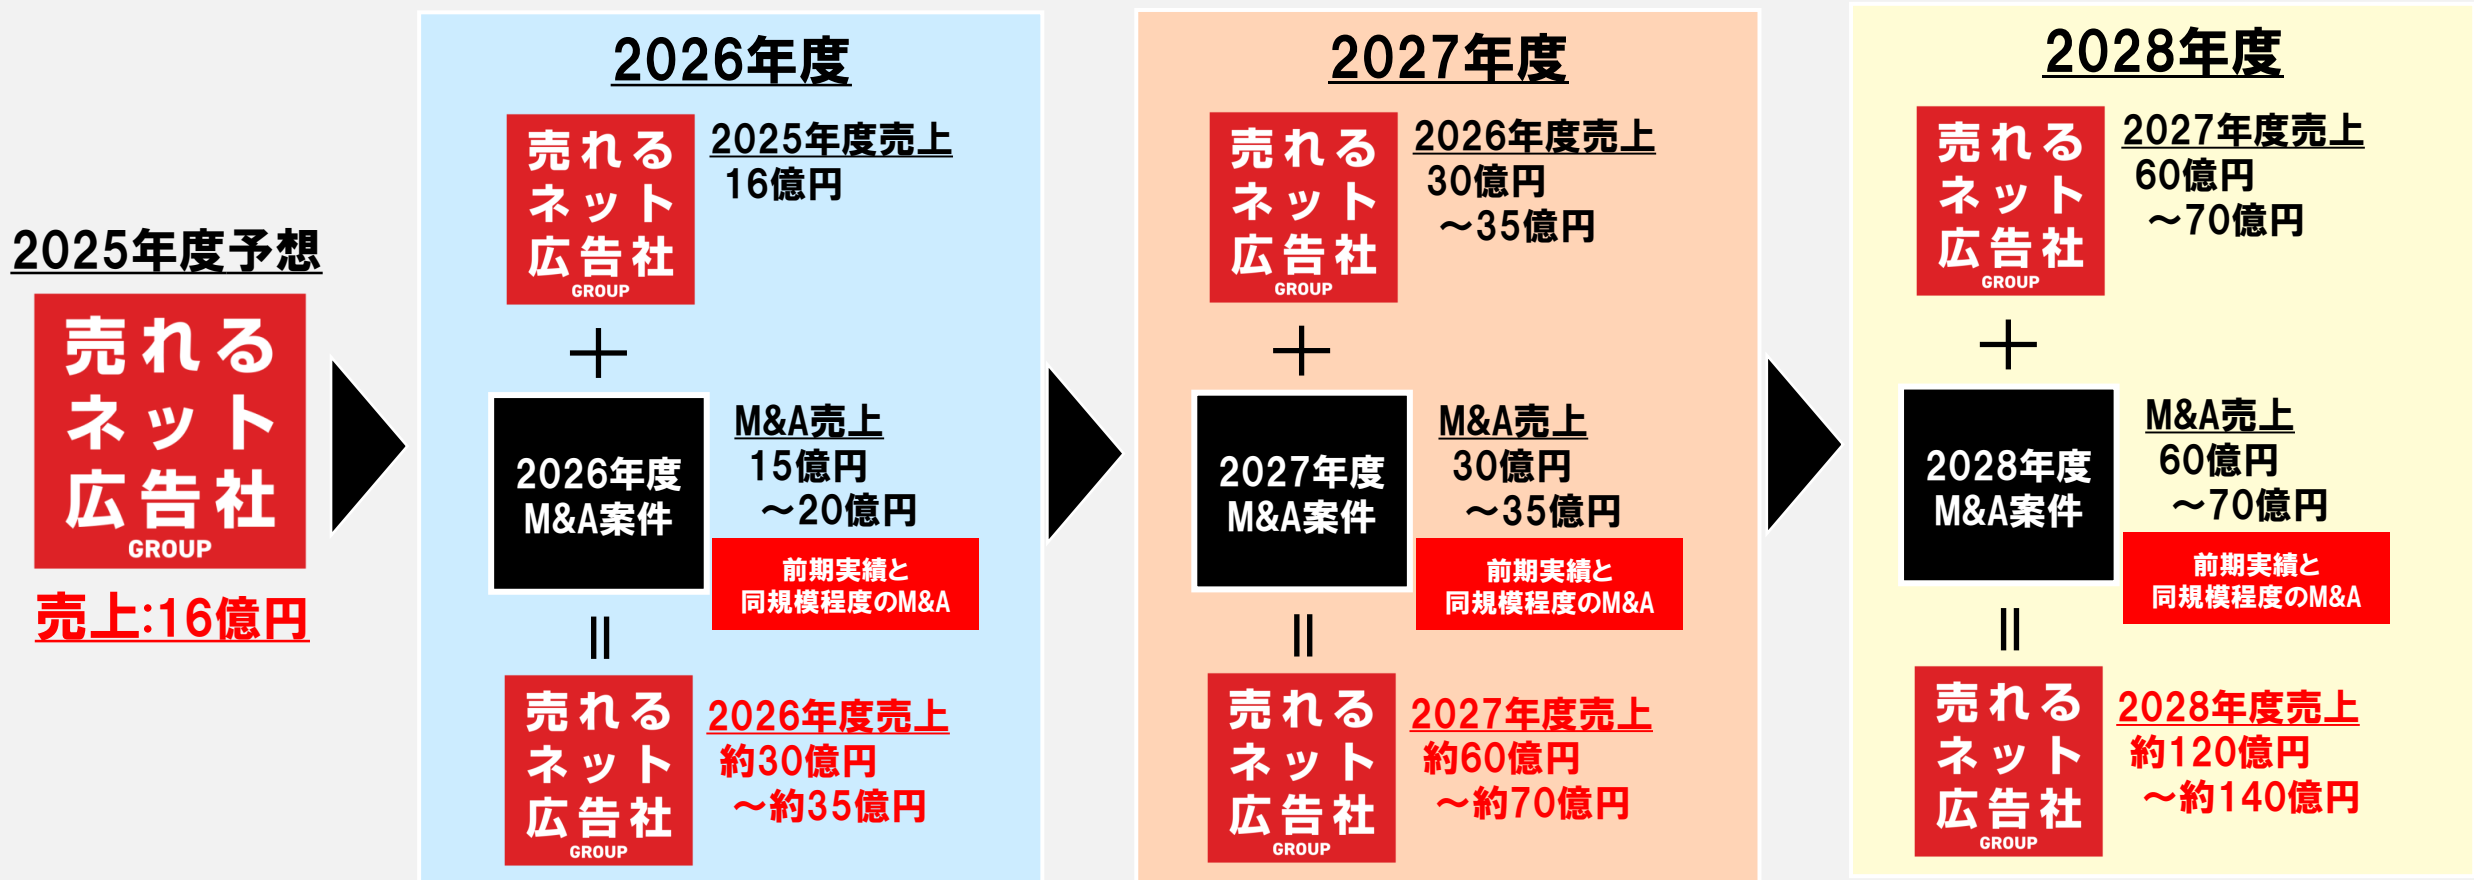 2025年度予想
売れる
ネット
広告社
GROUP
売上:16億円
2026年度
売れる
ネット
広告社
GROUP
2025年度売上
16億円
＋
2026年度
M&A案件
M&A売上
15億円
～20億円
前期実績と
同規模程度のM&A
＝
売れる
ネット
広告社
GROUP
2026年度売上
約30億円
～約35億円
2027年度
売れる
ネット
広告社
GROUP
2026年度売上
30億円
～35億円
＋
2027年度
M&A案件
M&A売上
30億円
～35億円
前期実績と
同規模程度のM&A
＝
売れる
ネット
広告社
GROUP
2027年度売上
約60億円
～約70億円
2028年度
売れる
ネット
広告社
GROUP
2027年度売上
60億円
～70億円
＋
2028年度
M&A案件
M&A売上
60億円
～70億円
前期実績と
同規模程度のM&A
＝
売れる
ネット
広告社
GROUP
2028年度売上
約120億円
～約140億円